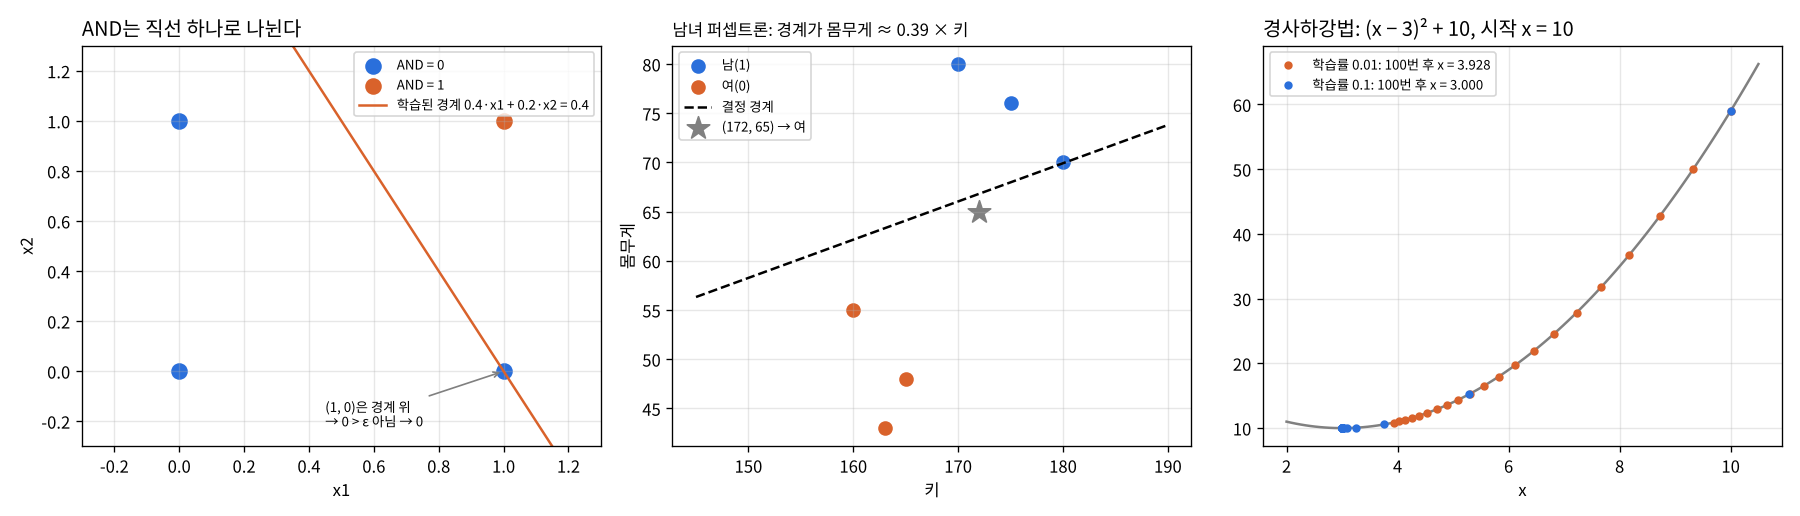 AND는 직선 하나로 나뉜다
AND = 0
AND = 1
학습된 경계 0.4·x1 + 0.2·x2 = 0.4
1.2
1.0
0.8
0.6
0.4
0.2
0.0
-0.2
x2
(1, 0)은 경계 위
→ 0 > ε 아님 → 0
-0.2 0.0 0.2 0.4 0.6 0.8 1.0 1.2
x1
남녀 퍼셉트론: 경계가 몸무게 ≈ 0.39 × 키
남(1)
여(0)
결정 경계
(172, 65) → 여
80
75
70
65
60
55
50
45
몸무게
150 160 170 180 190
키
경사하강법: (x − 3)² + 10, 시작 x = 10
학습률 0.01: 100번 후 x = 3.928
학습률 0.1: 100번 후 x = 3.000
60
50
40
30
20
10
2 4 6 8 10
x